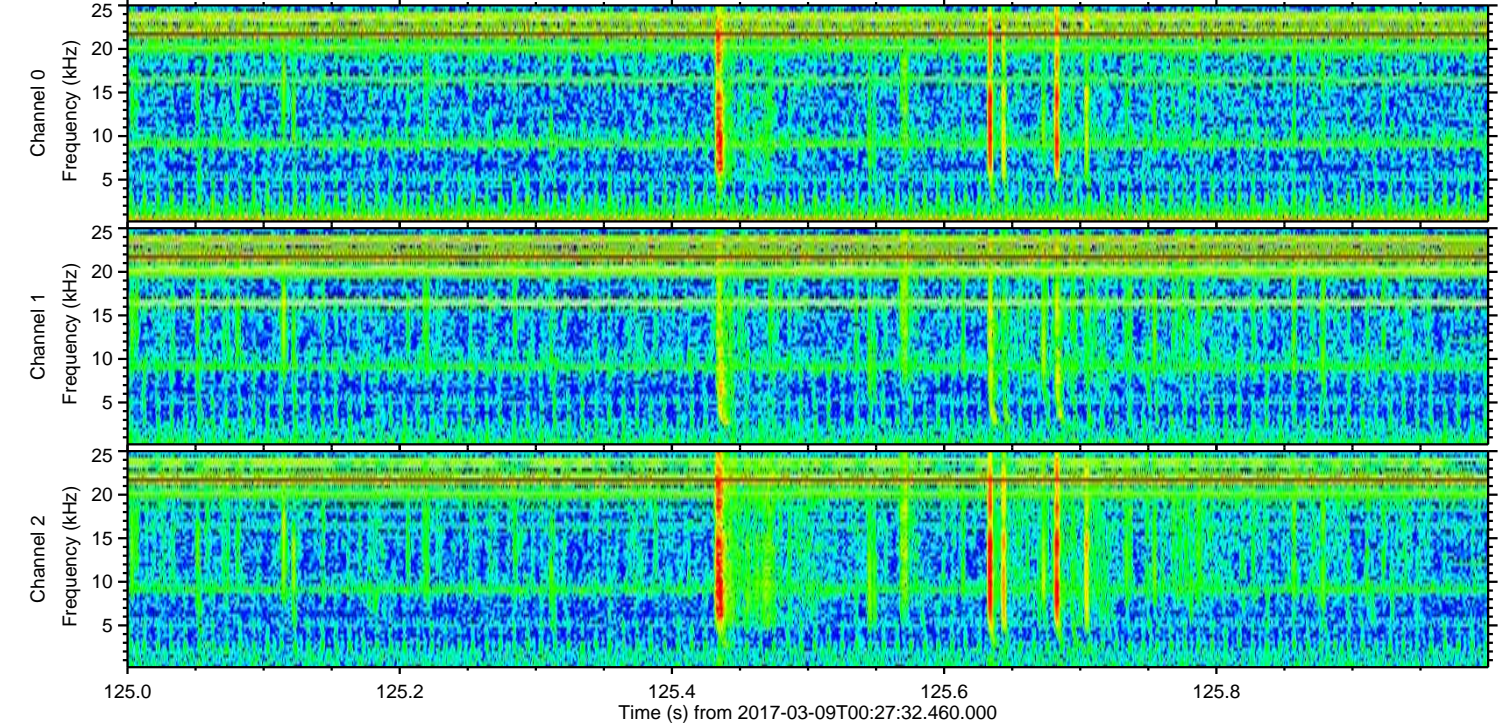 25
20
15
10
5
Channel 0
Frequency (kHz)
25
20
15
10
5
Channel 1
Frequency (kHz)
25
20
15
10
5
Channel 2
Frequency (kHz)
125.0 125.2 125.4 125.6 125.8
Time (s) from 2017-03-09T00:27:32.460.000